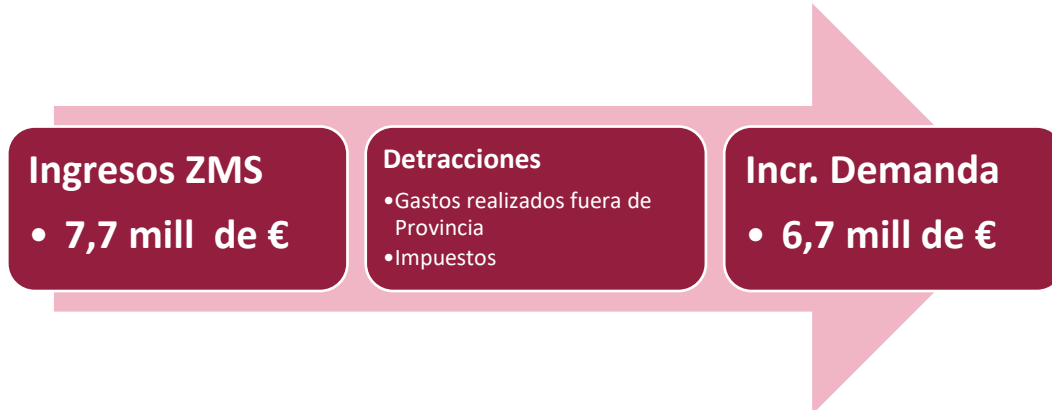 Ingresos ZMS
• 7,7 mill de €
Detracciones
•Gastos realizados fuera de
Provincia
•Impuestos
Incr. Demanda
• 6,7 mill de €